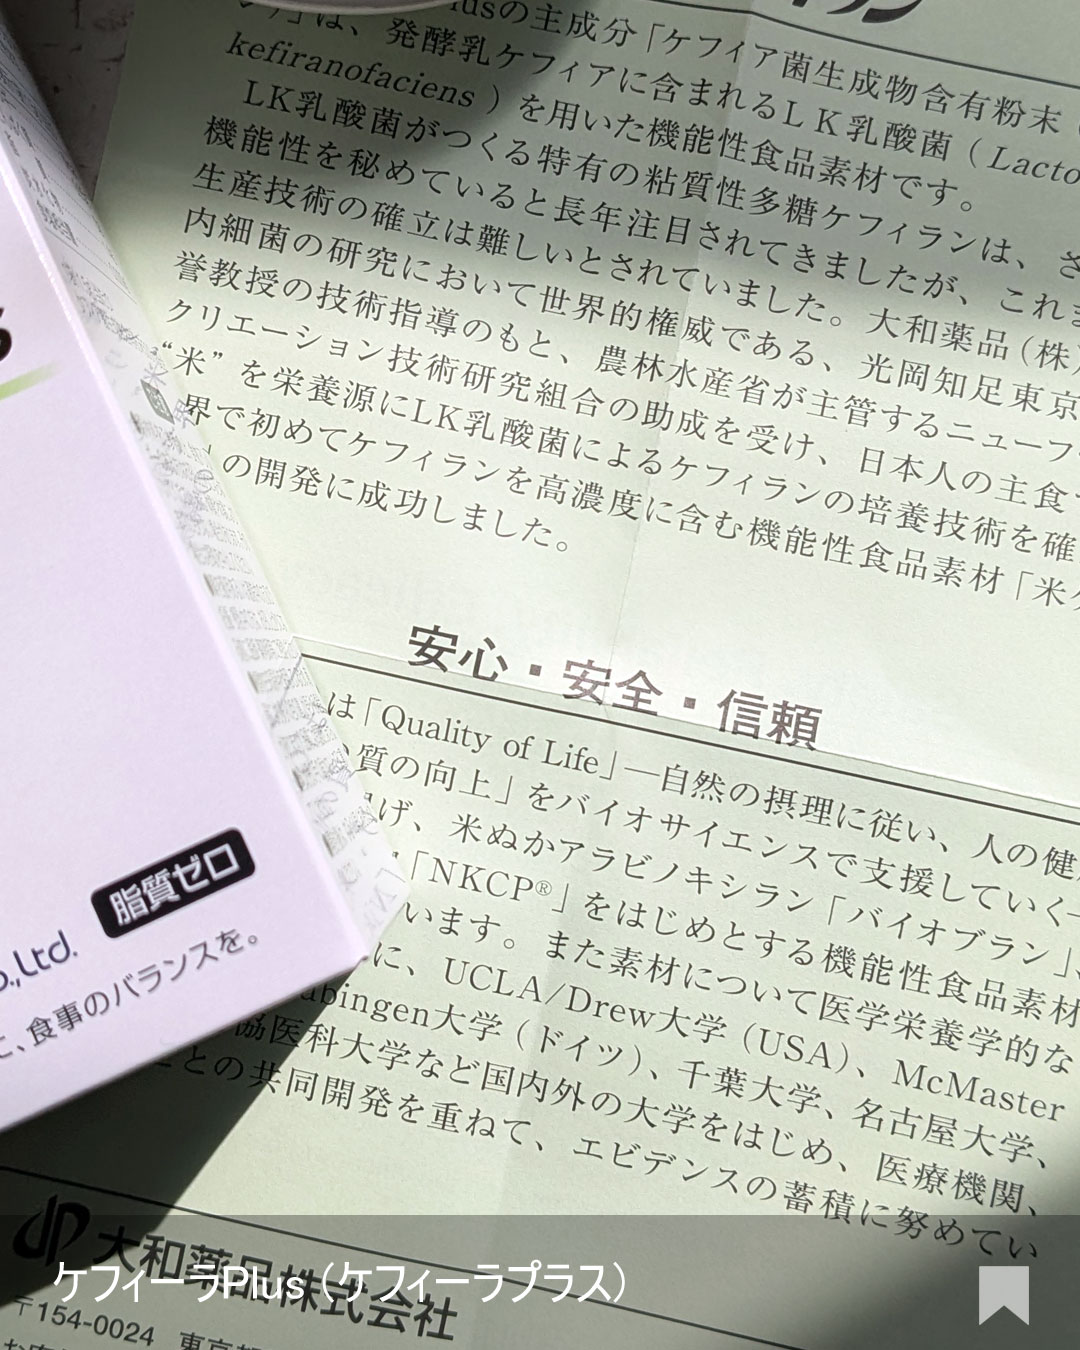 Plusの主成分「ケフィア菌生成物含有粉末
は、発酵乳ケフィアに含まれるLK乳酸菌（Lacto
kefiranofaciens ）を用いた機能性食品素材です。
LK乳酸菌がつくる特有の粘質性多糖ケフィランは、さ
機能性を秘めていると長年注目されてきましたが、これま
生産技術の確立は難しいとされていました。大和薬品（株）
内細菌の研究において世界的権威である、光岡知足東京
誉教授の技術指導のもと、農林水産省が主管するニューフ
クリエーション技術研究組合の助成を受け、日本人の主食
“米”を栄養源にLK乳酸菌によるケフィランの培養技術を確
界で初めてケフィランを高濃度に含む機能性食品素材「米
の開発に成功しました。
安心・安全・信頼
は「Quality of Life」―自然の摂理に従い、人の健
質の向上」をバイオサイエンスで支援していく―
げ、米ぬかアラビノキシラン「バイオブラン」、
「NKCP®」をはじめとする機能性食品素材
います。また素材について医学栄養学的な
に、UCLA/Drew大学（USA）、McMaster
bingen大学（ドイツ）、千葉大学、名古屋大学、
協医科大学など国内外の大学をはじめ、医療機関、
との共同開発を重ねて、エビデンスの蓄積に努めてい
脂質ゼロ
o.,Ltd.
に、食事のバランスを。
大和薬品株式会社
〒154-0024 東京都
ケフィーラPlus（ケフィーラプラス）